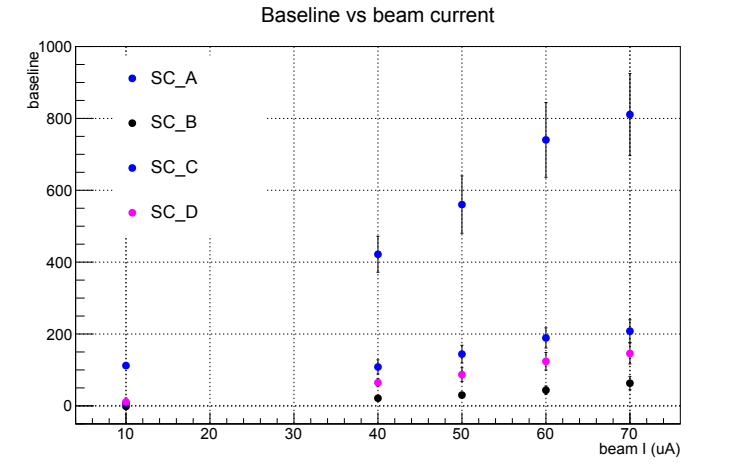 Baseline vs beam current
baseline
1000
800
600
400
200
0
SC_A
SC_B
SC_C
SC_D
10 20 30 40 50 60 70
beam I (uA)